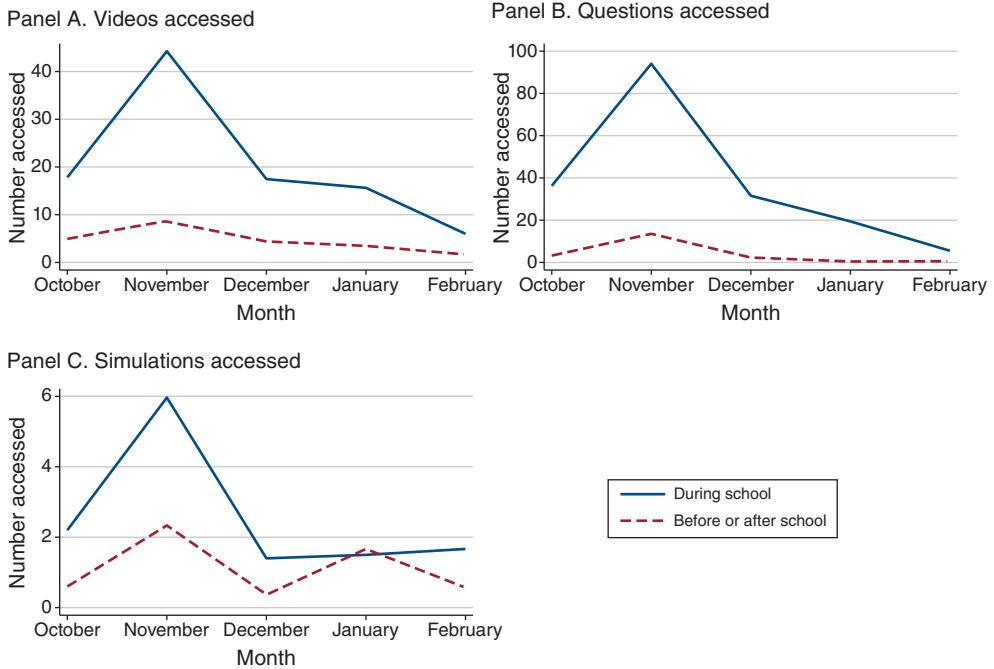 Panel A. Videos accessed
Number accessed
40
30
20
10
0
October November December January February
Month
Panel B. Questions accessed
Number accessed
100
80
60
40
20
0
October November December January February
Month
Panel C. Simulations accessed
Number accessed
6
4
2
0
October November December January February
Month
During school
Before or after school